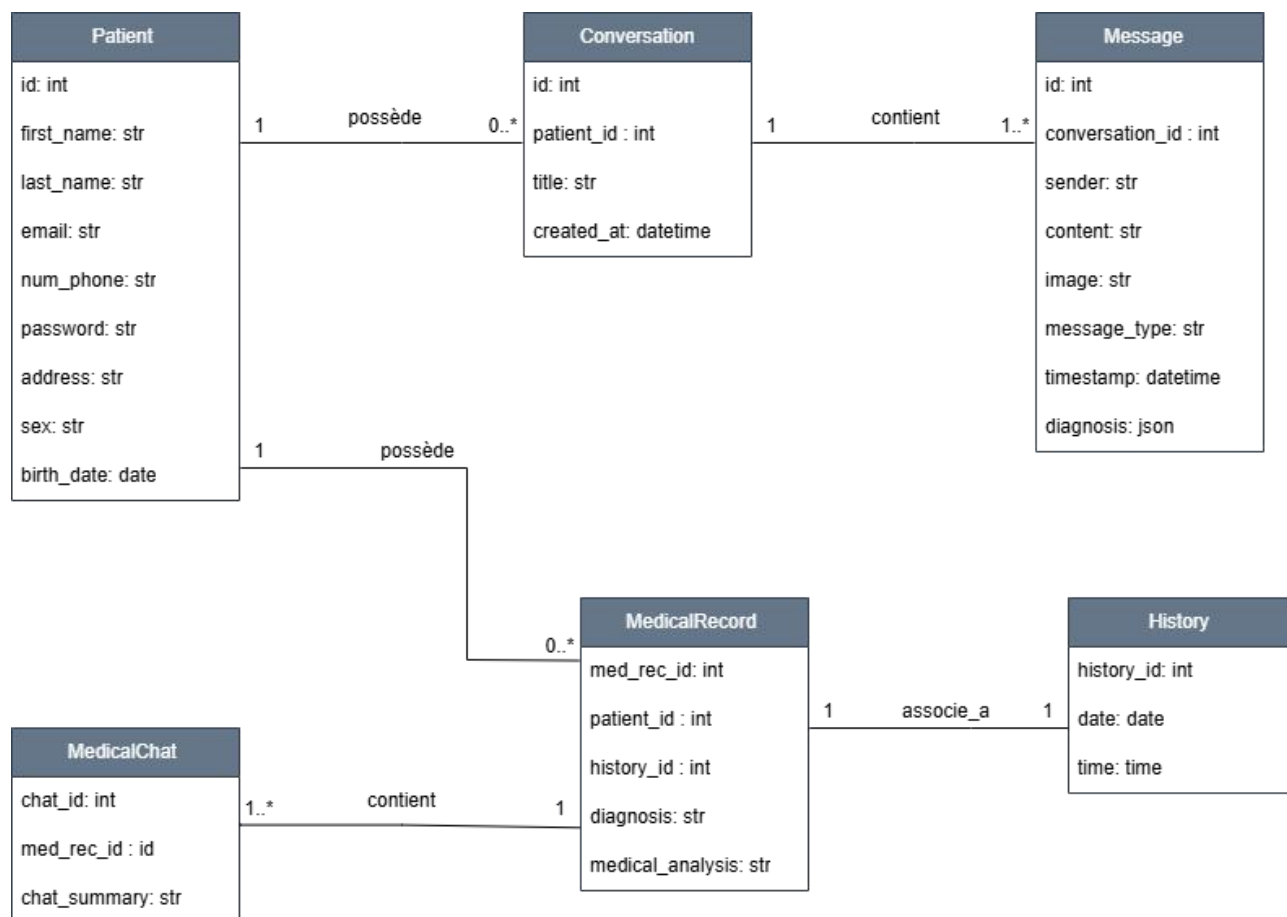 Patient
id: int
first_name: str
last_name: str
email: str
num_phone: str
password: str
address: str
sex: str
birth_date: date
1
possède
0..*
Conversation
id: int
patient_id : int
title: str
created_at: datetime
1
contient
1..*
Message
id: int
conversation_id : int
sender: str
content: str
image: str
message_type: str
timestamp: datetime
diagnosis: json
1
possède
0..*
MedicalRecord
med_rec_id: int
patient_id : int
history_id : int
diagnosis: str
medical_analysis: str
1
associe_a
1
History
history_id: int
date: date
time: time
MedicalChat
chat_id: int
med_rec_id : id
chat_summary: str
1..*
contient
1